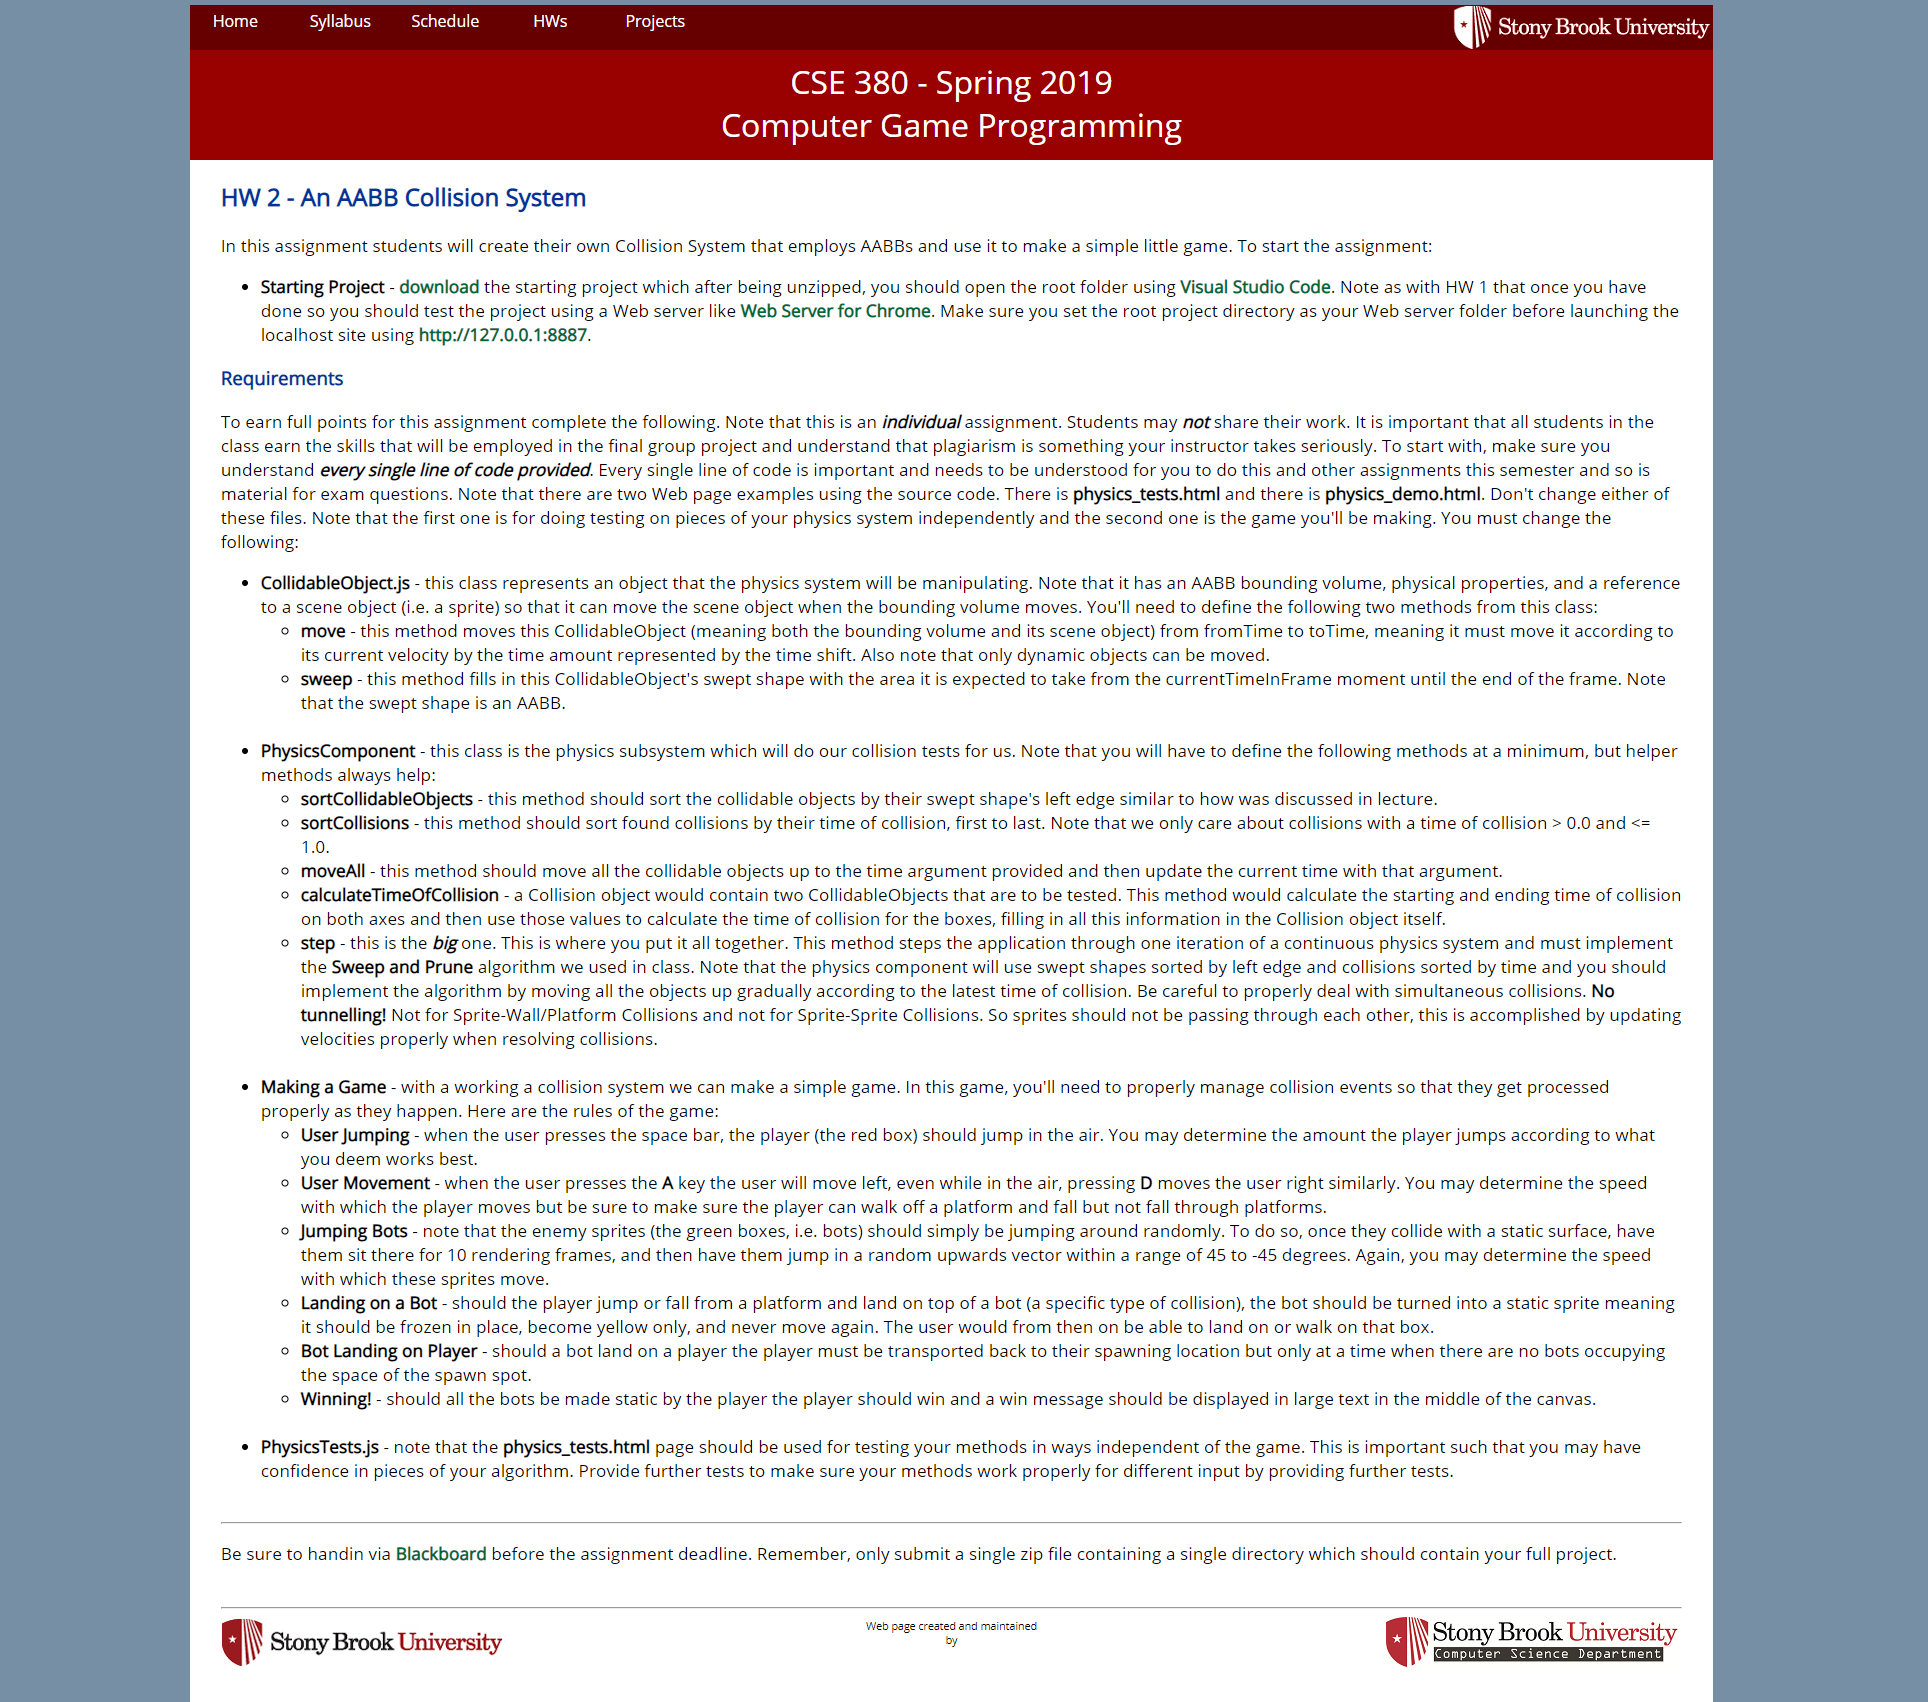 Home Syllabus Schedule HWs Projects Stony Brook University
CSE 380 - Spring 2019
Computer Game Programming
HW 2 - An AABB Collision System
In this assignment students will create their own Collision System that employs AABBs and use it to make a simple little game. To start the assignment:
• Starting Project - download the starting project which after being unzipped, you should open the root folder using Visual Studio Code. Note as with HW 1 that once you have
done so you should test the project using a Web server like Web Server for Chrome. Make sure you set the root project directory as your Web server folder before launching the
localhost site using http://127.0.0.1:8887.
Requirements
To earn full points for this assignment complete the following. Note that this is an individual assignment. Students may not share their work. It is important that all students in the
class earn the skills that will be employed in the final group project and understand that plagiarism is something your instructor takes seriously. To start with, make sure you
understand every single line of code provided. Every single line of code is important and needs to be understood for you to do this and other assignments this semester and so is
material for exam questions. Note that there are two Web page examples using the source code. There is physics_tests.html and there is physics_demo.html. Don't change either of
these files. Note that the first one is for doing testing on pieces of your physics system independently and the second one is the game you'll be making. You must change the
following:
• CollidableObject.js - this class represents an object that the physics system will be manipulating. Note that it has an AABB bounding volume, physical properties, and a reference
to a scene object (i.e. a sprite) so that it can move the scene object when the bounding volume moves. You'll need to define the following two methods from this class:
◦ move - this method moves this CollidableObject (meaning both the bounding volume and its scene object) from fromTime to toTime, meaning it must move it according to
its current velocity by the time amount represented by the time shift. Also note that only dynamic objects can be moved.
◦ sweep - this method fills in this CollidableObject's swept shape with the area it is expected to take from the currentTimeInFrame moment until the end of the frame. Note
that the swept shape is an AABB.
• PhysicsComponent - this class is the physics subsystem which will do our collision tests for us. Note that you will have to define the following methods at a minimum, but helper
methods always help:
◦ sortCollidableObjects - this method should sort the collidable objects by their swept shape's left edge similar to how was discussed in lecture.
◦ sortCollisions - this method should sort found collisions by their time of collision, first to last. Note that we only care about collisions with a time of collision > 0.0 and <=
1.0.
◦ moveAll - this method should move all the collidable objects up to the time argument provided and then update the current time with that argument.
◦ calculateTimeOfCollision - a Collision object would contain two CollidableObjects that are to be tested. This method would calculate the starting and ending time of collision
on both axes and then use those values to calculate the time of collision for the boxes, filling in all this information in the Collision object itself.
◦ step - this is the big one. This is where you put it all together. This method steps the application through one iteration of a continuous physics system and must implement
the Sweep and Prune algorithm we used in class. Note that the physics component will use swept shapes sorted by left edge and collisions sorted by time and you should
implement the algorithm by moving all the objects up gradually according to the latest time of collision. Be careful to properly deal with simultaneous collisions. No
tunnelling! Not for Sprite-Wall/Platform Collisions and not for Sprite-Sprite Collisions. So sprites should not be passing through each other, this is accomplished by updating
velocities properly when resolving collisions.
• Making a Game - with a working a collision system we can make a simple game. In this game, you'll need to properly manage collision events so that they get processed
properly as they happen. Here are the rules of the game:
◦ User Jumping - when the user presses the space bar, the player (the red box) should jump in the air. You may determine the amount the player jumps according to what
you deem works best.
◦ User Movement - when the user presses the A key the user will move left, even while in the air, pressing D moves the user right similarly. You may determine the speed
with which the player moves but be sure to make sure the player can walk off a platform and fall but not fall through platforms.
◦ Jumping Bots - note that the enemy sprites (the green boxes, i.e. bots) should simply be jumping around randomly. To do so, once they collide with a static surface, have
them sit there for 10 rendering frames, and then have them jump in a random upwards vector within a range of 45 to -45 degrees. Again, you may determine the speed
with which these sprites move.
◦ Landing on a Bot - should the player jump or fall from a platform and land on top of a bot (a specific type of collision), the bot should be turned into a static sprite meaning
it should be frozen in place, become yellow only, and never move again. The user would from then on be able to land on or walk on that box.
◦ Bot Landing on Player - should a bot land on a player the player must be transported back to their spawning location but only at a time when there are no bots occupying
the space of the spawn spot.
◦ Winning! - should all the bots be made static by the player the player should win and a win message should be displayed in large text in the middle of the canvas.
• PhysicsTests.js - note that the physics_tests.html page should be used for testing your methods in ways independent of the game. This is important such that you may have
confidence in pieces of your algorithm. Provide further tests to make sure your methods work properly for different input by providing further tests.
Be sure to handin via Blackboard before the assignment deadline. Remember, only submit a single zip file containing a single directory which should contain your full project.
Stony Brook University
Web page created and maintained
by
Stony Brook University
Computer Science Department